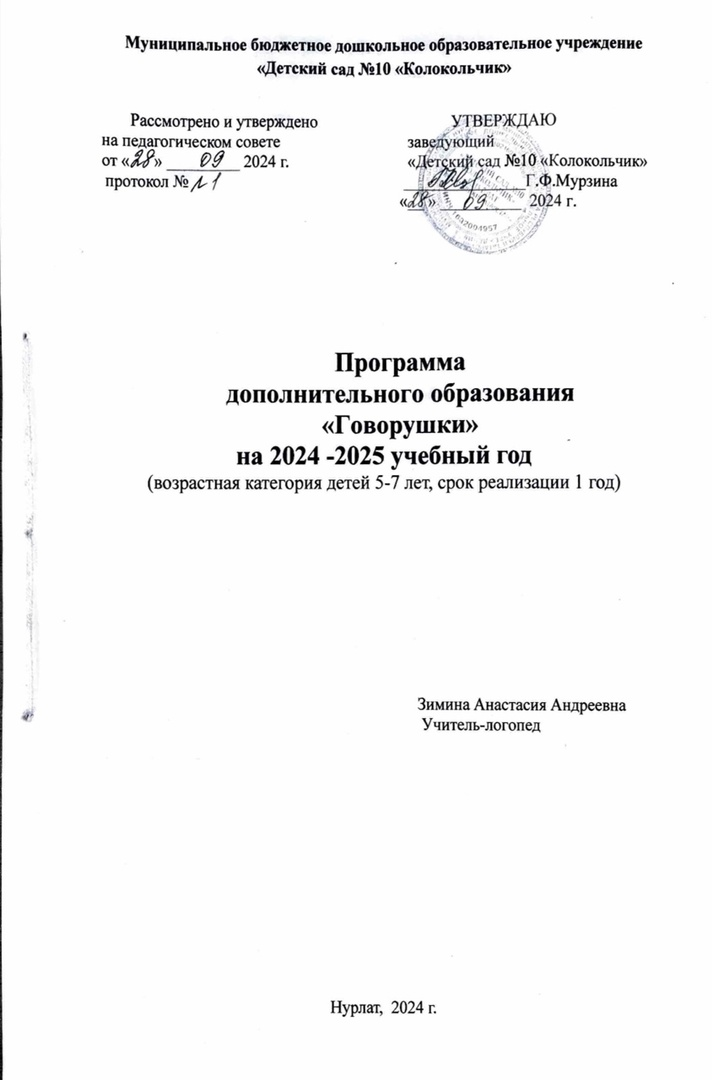 Муниципальное бюджетное дошкольное образовательное учреждение
«Детский сад №10 «Колокольчик»
Рассмотрено и утверждено
на педагогическом совете
от «28» 09 2024 г.
протокол № 1
УТВЕРЖДАЮ
заведующий
«Детский сад №10 «Колокольчик»
Г.Ф.Мурзина
«28» 09 2024 г.
Программа
дополнительного образования
«Говорушки»
на 2024 -2025 учебный год
(возрастная категория детей 5-7 лет, срок реализации 1 год)
Зимина Анастасия Андреевна
Учитель-логопед
Нурлат, 2024 г.